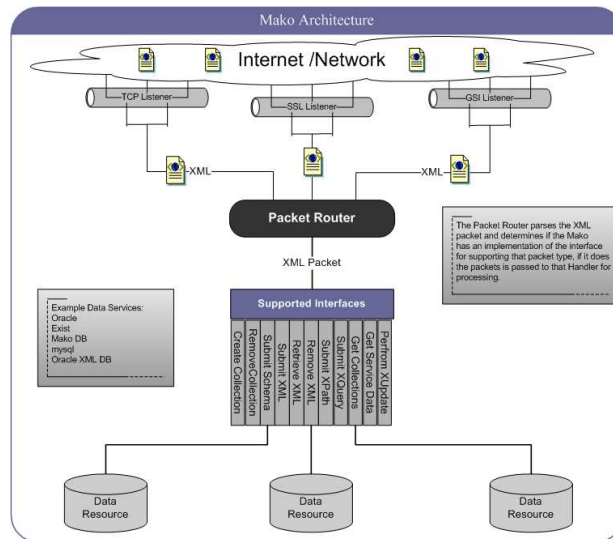 Mako Architecture
Internet /Network
TCP Listener
SSL Listener
GSI Listener
XML
XML
Packet Router
The Packet Router parses the XML
packet and determines if the Mako
has an implementation of the interface
for supporting that packet type, if it does
the packets is passed to that Handler for
processing.
XML Packet
Supported Interfaces
Example Data Services:
Oracle
Exist
Mako DB
mysql
Oracle XML DB
Create Collection
RemoveCollection
Submit Schema
Submit XML
Retrieve XML
Remove XML
Submit XPath
Submit XQuery
Get Collections
Get Service Data
Perfrom XUpdate
Data
Resource
Data
Resource
Data
Resource